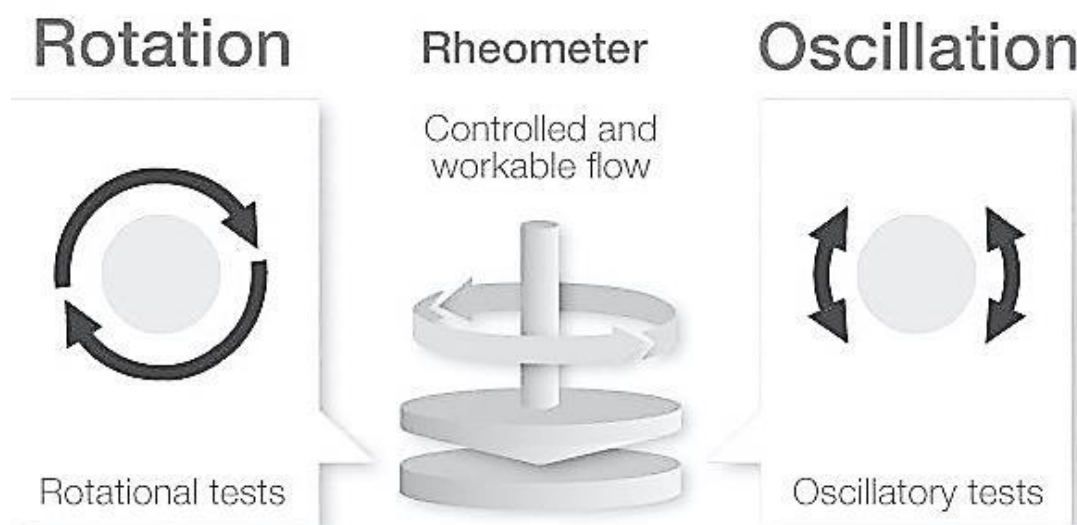 Rotation
Rheometer
Oscillation
Controlled and
workable flow
Rotational tests
Oscillatory tests